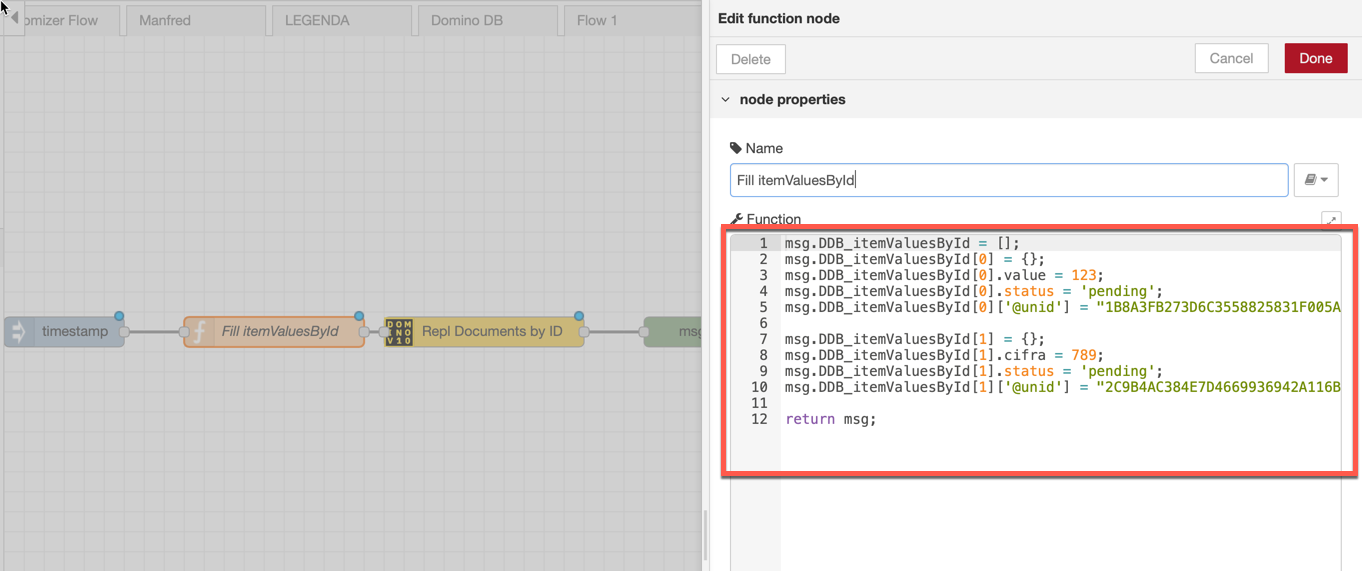 omizer Flow
Manfred
LEGENDA
Domino DB
Flow 1
timestamp
Fill itemValuesById
DOM
INO
V10
Repl Documents by ID
msg
Edit function node
Delete
Cancel
Done
node properties
Name
Fill itemValuesById
Function
1 msg.DDB_itemValuesById = [];
2 msg.DDB_itemValuesById[0] = {};
3 msg.DDB_itemValuesById[0].value = 123;
4 msg.DDB_itemValuesById[0].status = 'pending';
5 msg.DDB_itemValuesById[0]['@unid'] = "1B8A3FB273D6C3558825831F005A
6
7 msg.DDB_itemValuesById[1] = {};
8 msg.DDB_itemValuesById[1].cifra = 789;
9 msg.DDB_itemValuesById[1].status = 'pending';
10 msg.DDB_itemValuesById[1]['@unid'] = "2C9B4AC384E7D4669936942A116B
11
12 return msg;